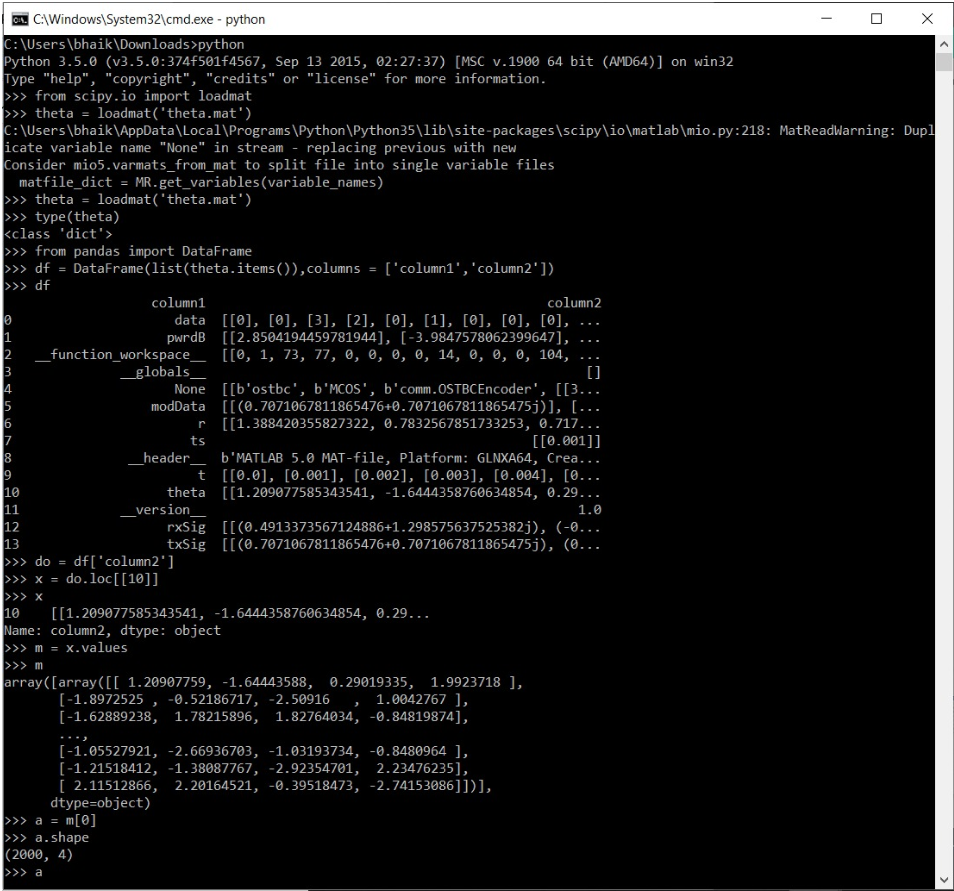 C:\Windows\System32\cmd.exe - python
C:\Users\bhaik\Downloads>python
Python 3.5.0 (v3.5.0:374f501f4567, Sep 13 2015, 02:27:37) [MSC v.1900 64 bit (AMD64)] on win32
Type "help", "copyright", "credits" or "license" for more information.
>>> from scipy.io import loadmat
>>> theta = loadmat('theta.mat')
C:\Users\bhaik\AppData\Local\Programs\Python\Python35\lib\site-packages\scipy\io\matlab\mio.py:218: MatReadWarning: Dupl
icate variable name "None" in stream - replacing previous with new
Consider mio5.varmats_from_mat to split file into single variable files
  matfile_dict = MR.get_variables(variable_names)
>>> theta = loadmat('theta.mat')
>>> type(theta)
<class 'dict'>
>>> from pandas import DataFrame
>>> df = DataFrame(list(theta.items()),columns = ['column1','column2'])
>>> df
                   column1                                            column2
0                     data  [[0], [0], [3], [2], [0], [1], [0], [0], [0], ...
1                    pwrdB  [[2.8504194459781944], [-3.9847578062399647], ...
2   __function_workspace__  [[0, 1, 73, 77, 0, 0, 0, 0, 14, 0, 0, 0, 104, ...
3              __globals__                                                 []
4                     None  [[b'ostbc', b'MCOS', b'comm.OSTBCEncoder', [[3...
5                  modData  [[(0.7071067811865476+0.7071067811865475j)], [...
6                        r  [[1.388420355827322, 0.7832567851733253, 0.717...
7                       ts                                          [[0.001]]
8               __header__  b'MATLAB 5.0 MAT-file, Platform: GLNXA64, Crea...
9                        t  [[0.0], [0.001], [0.002], [0.003], [0.004], [0...
10                   theta  [[1.209077585343541, -1.6444358760634854, 0.29...
11             __version__                                                1.0
12                   rxSig  [[(0.4913373567124886+1.298575637525382j), (-0...
13                   txSig  [[(0.7071067811865476+0.7071067811865475j), (0...
>>> do = df['column2']
>>> x = do.loc[[10]]
>>> x
10    [[1.209077585343541, -1.6444358760634854, 0.29...
Name: column2, dtype: object
>>> m = x.values
>>> m
array([array([[ 1.20907759, -1.64443588,  0.29019335,  1.9923718 ],
       [-1.8972525 , -0.52186717, -2.50916   ,  1.0042767 ],
       [-1.62889238,  1.78215896,  1.82764034, -0.84819874],
       ...,
       [-1.05527921, -2.66936703, -1.03193734, -0.8480964 ],
       [-1.21518412, -1.38087767, -2.92354701,  2.23476235],
       [ 2.11512866,  2.20164521, -0.39518473, -2.74153086]])],
      dtype=object)
>>> a = m[0]
>>> a.shape
(2000, 4)
>>> a